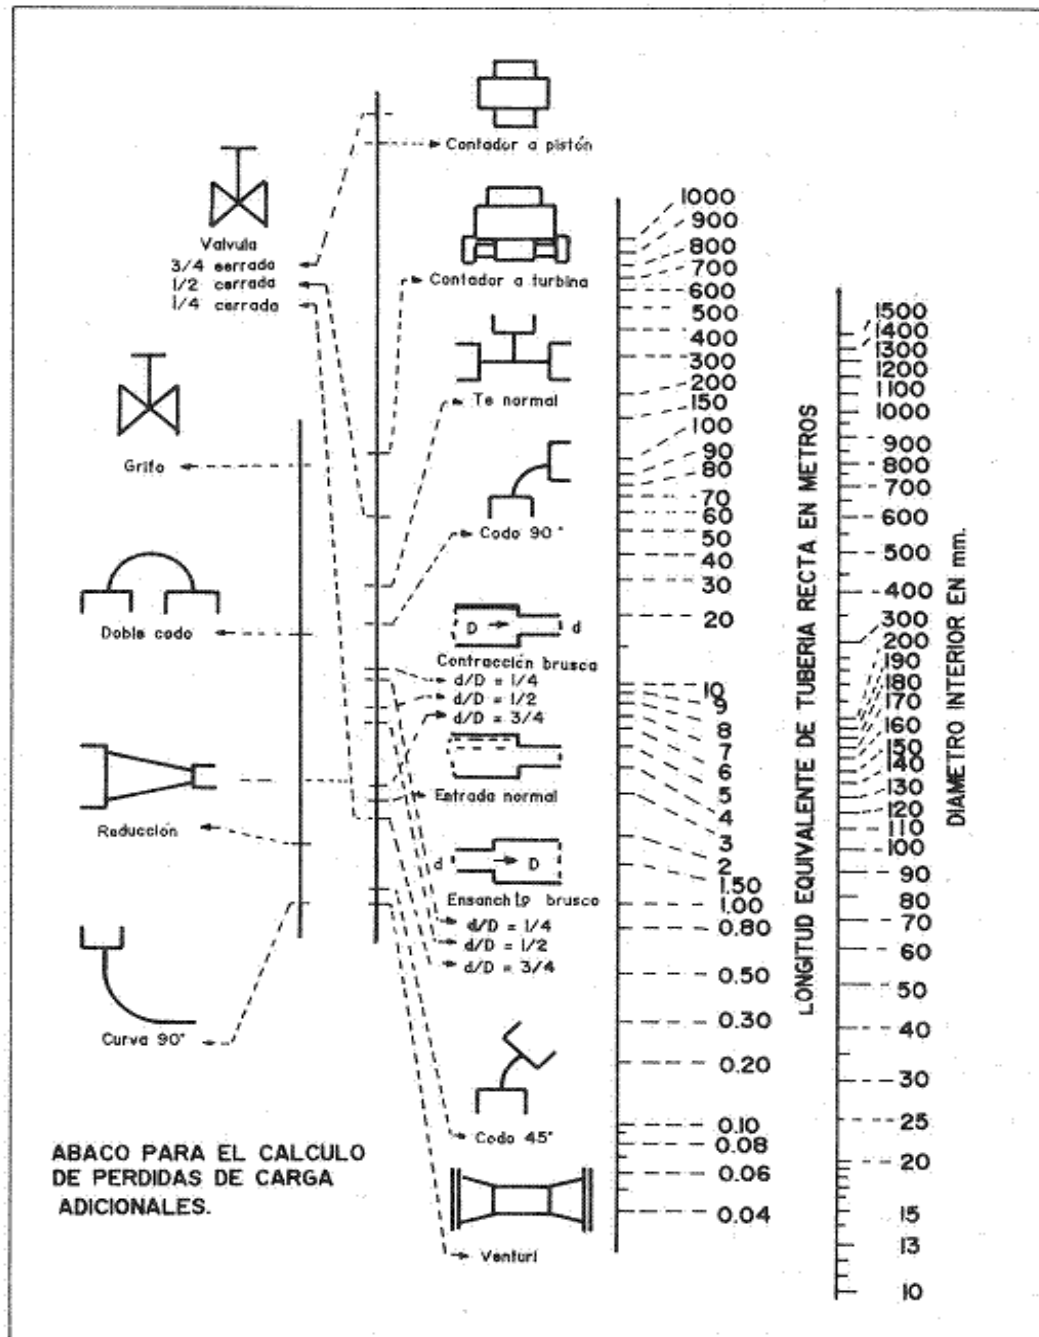 Contador a pistón
Valvula
3/4 serrada
1/2 cerrada
1/4 cerrado
Contador a turbina
Te normal
Grifo
Codo 90°
Doble codo
D
d
Contracción brusca
d/D = 1/4
d/D = 1/2
d/D = 3/4
Entrada normal
Reducción
d
D
Ensancho brusco
d/D = 1/4
d/D = 1/2
d/D = 3/4
Curva 90°
Codo 45°
Venturi
ABACO PARA EL CALCULO
DE PERDIDAS DE CARGA
ADICIONALES.
1000
900
800
700
600
500
400
300
200
150
100
90
80
70
60
50
40
30
20
10
9
8
7
6
5
4
3
2
1.50
1.00
0.80
0.50
0.30
0.20
0.10
0.08
0.06
0.04
LONGITUD EQUIVALENTE DE TUBERIA RECTA EN METROS
1500
1400
1300
1200
1100
1000
900
800
700
600
500
400
300
200
190
180
170
160
150
140
130
120
110
100
90
80
70
60
50
40
30
25
20
15
13
10
DIAMETRO INTERIOR EN mm.